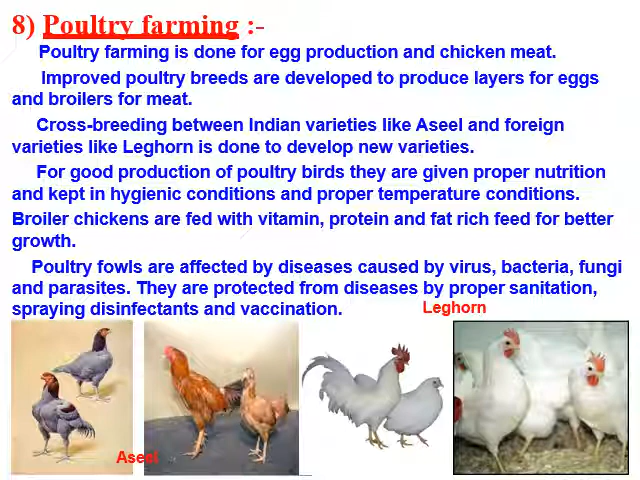 8) Poultry farming :-
Poultry farming is done for egg production and chicken meat.
Improved poultry breeds are developed to produce layers for eggs
and broilers for meat.
Cross-breeding between Indian varieties like Aseel and foreign
varieties like Leghorn is done to develop new varieties.
For good production of poultry birds they are given proper nutrition
and kept in hygienic conditions and proper temperature conditions.
Broiler chickens are fed with vitamin, protein and fat rich feed for better
growth.
Poultry fowls are affected by diseases caused by virus, bacteria, fungi
and parasites. They are protected from diseases by proper sanitation,
spraying disinfectants and vaccination.
Leghorn
Aseel